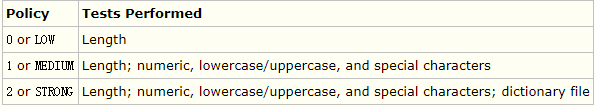 Policy Tests Performed
0 or LOW Length
1 or MEDIUM Length; numeric, lowercase/uppercase, and special characters
2 or STRONG Length; numeric, lowercase/uppercase, and special characters; dictionary file